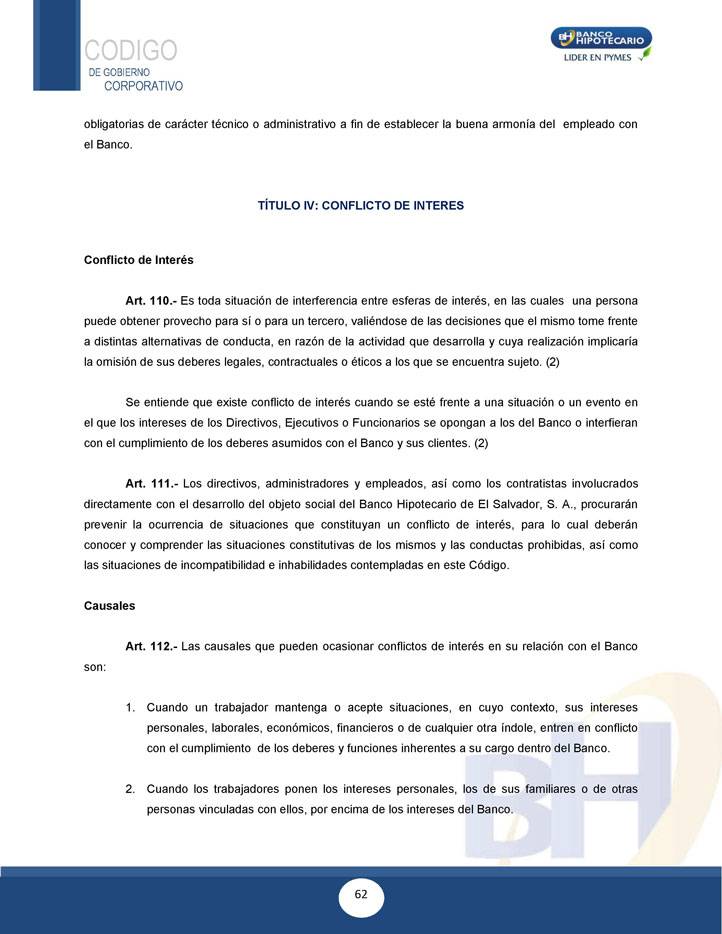 CODIGO
DE GOBIERNO
CORPORATIVO
BH BANCO
HIPOTECARIO
LIDER EN PYMES
obligatorias de carácter técnico o administrativo a fin de establecer la buena armonía del empleado con
el Banco.
TÍTULO IV: CONFLICTO DE INTERES
Conflicto de Interés
Art. 110.- Es toda situación de interferencia entre esferas de interés, en las cuales una persona
puede obtener provecho para sí o para un tercero, valiéndose de las decisiones que el mismo tome frente
a distintas alternativas de conducta, en razón de la actividad que desarrolla y cuya realización implicaría
la omisión de sus deberes legales, contractuales o éticos a los que se encuentra sujeto. (2)
Se entiende que existe conflicto de interés cuando se esté frente a una situación o un evento en
el que los intereses de los Directivos, Ejecutivos o Funcionarios se opongan a los del Banco o interfieran
con el cumplimiento de los deberes asumidos con el Banco y sus clientes. (2)
Art. 111.- Los directivos, administradores y empleados, así como los contratistas involucrados
directamente con el desarrollo del objeto social del Banco Hipotecario de El Salvador, S. A., procurarán
prevenir la ocurrencia de situaciones que constituyan un conflicto de interés, para lo cual deberán
conocer y comprender las situaciones constitutivas de los mismos y las conductas prohibidas, así como
las situaciones de incompatibilidad e inhabilidades contempladas en este Código.
Causales
Art. 112.- Las causales que pueden ocasionar conflictos de interés en su relación con el Banco
son:
1. Cuando un trabajador mantenga o acepte situaciones, en cuyo contexto, sus intereses
personales, laborales, económicos, financieros o de cualquier otra índole, entren en conflicto
con el cumplimiento de los deberes y funciones inherentes a su cargo dentro del Banco.
2. Cuando los trabajadores ponen los intereses personales, los de sus familiares o de otras
personas vinculadas con ellos, por encima de los intereses del Banco.
BH
62